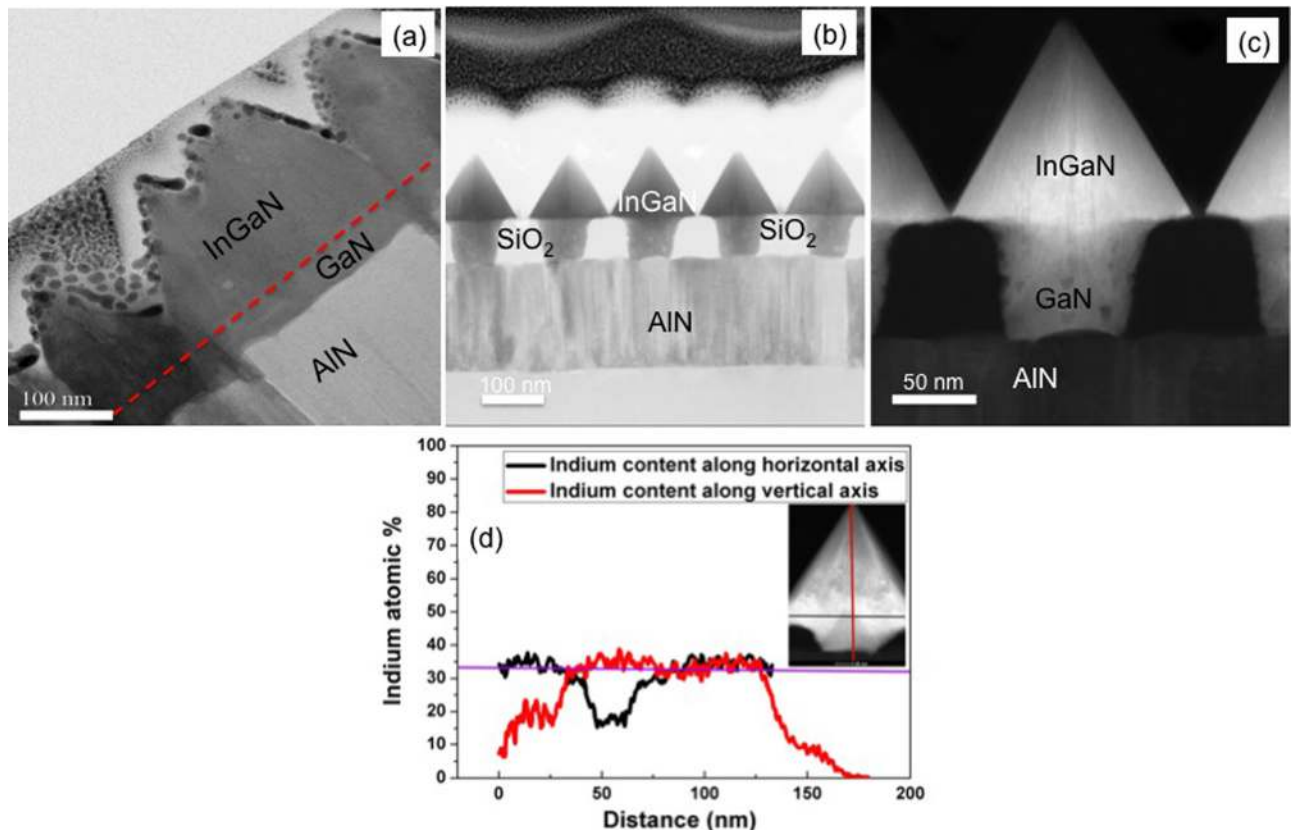 (a)
InGaN
GaN
AlN
100 nm
(b)
InGaN
SiO2 SiO2
AlN
100 nm
(c)
InGaN
GaN
AlN
50 nm
(d)
Indium content along horizontal axis
Indium content along vertical axis
Indium atomic %
100
90
80
70
60
50
40
30
20
10
0
0 50 100 150 200
Distance (nm)